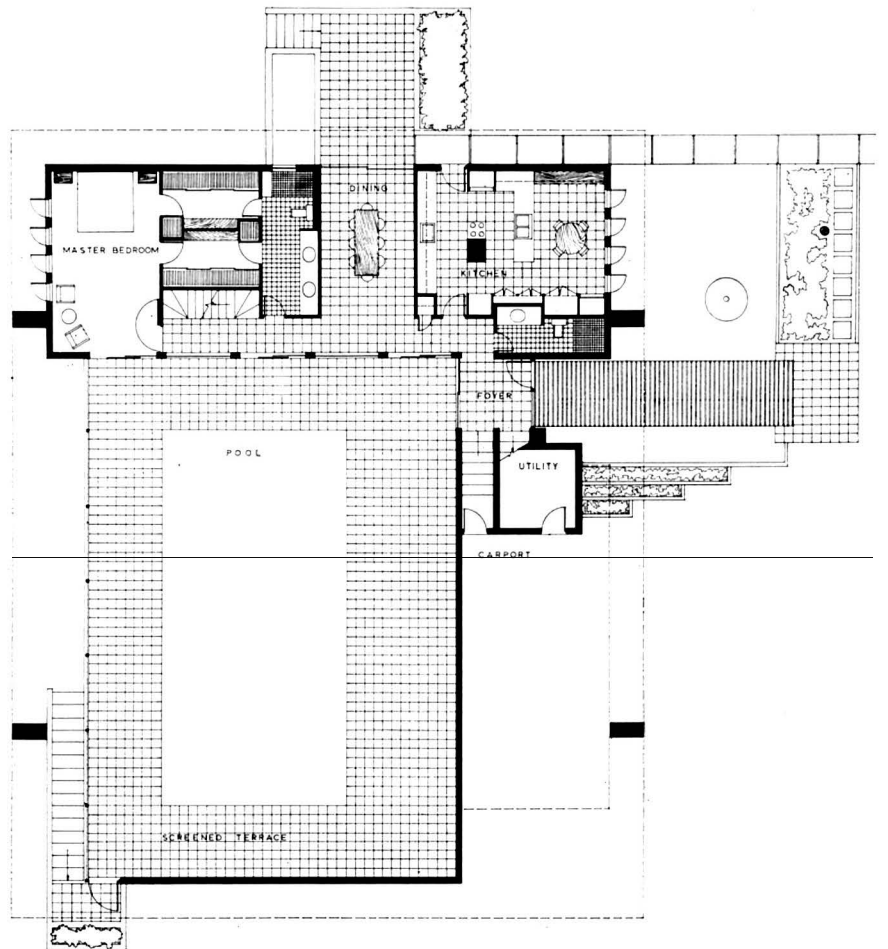 DINING
MASTER BEDROOM
KITCHEN
FOYER
POOL
UTILITY
CARPORT
SCREENED TERRACE